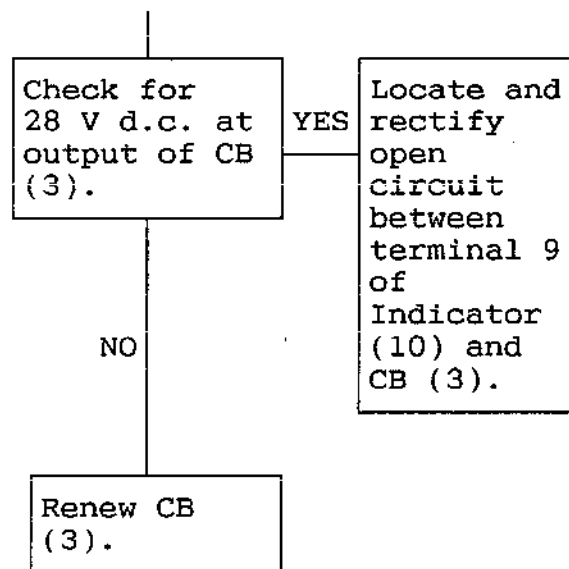 Check for
28 V d.c. at
output of CB
(3).
YES
Locate and
rectify
open
circuit
between
terminal 9
of
Indicator
(10) and
CB (3).
NO
Renew CB
(3).